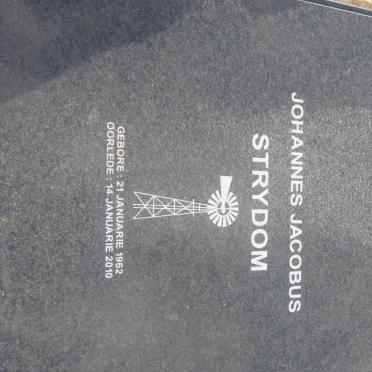 JOHANNES JACOBUS
STRYDOM
GEBORE : 21 JANUARIE 1962
OORLEDE : 14 JANUARIE 2010